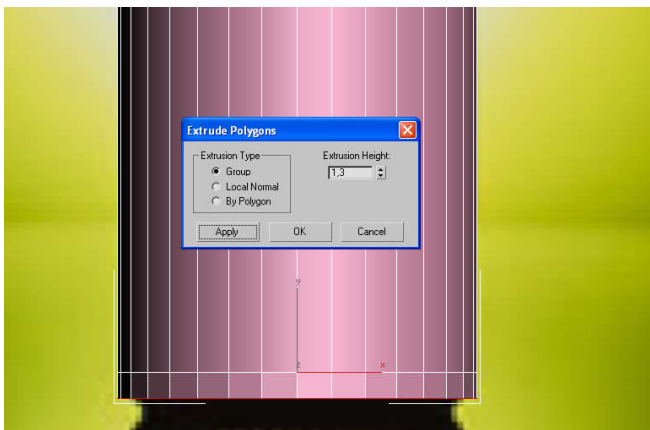 Extrude Polygons
Extrusion Type
Group
Local Normal
By Polygon
Extrusion Height:
1,3
Apply
OK
Cancel
y
z
x